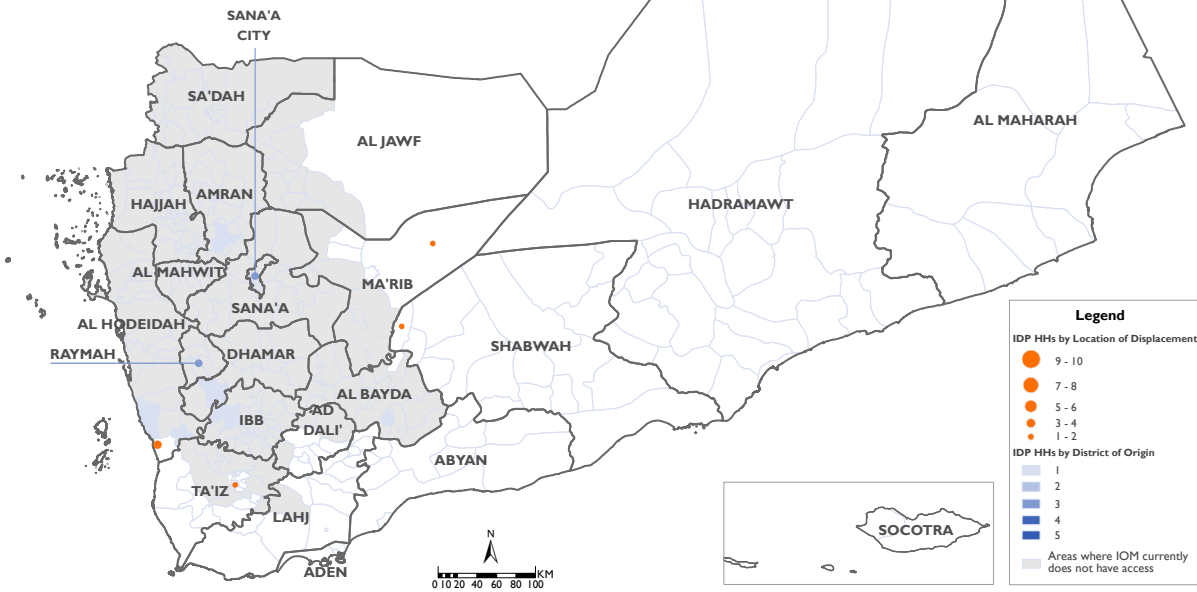 SANA'A
CITY
SA'DAH
AL JAWF
AL MAHARAH
HAJJAH
AMRAN
HADRAMAWT
AL MAHWIT
MA'RIB
SANA'A
AL HODEIDAH
RAYMAH
DHAMAR
SHABWAH
AL BAYDA
AD
DALI'
IBB
ABYAN
TA'IZ
LAHJ
ADEN
SOCOTRA
N
KM
0 10 20 40 60 80 100
Legend
IDP HHs by Location of Displacement
9 - 10
7 - 8
5 - 6
3 - 4
1 - 2
IDP HHs by District of Origin
1
2
3
4
5
Areas where IOM currently
does not have access